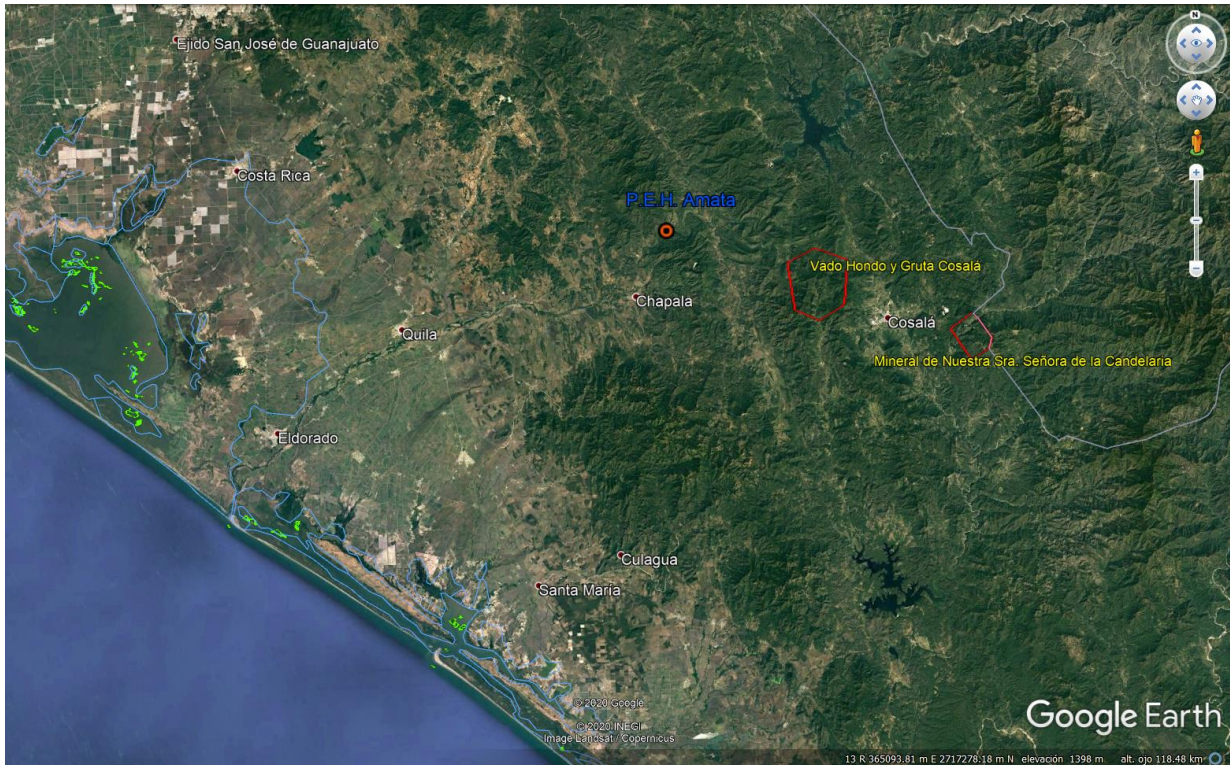 N
Ejido San José de Guanajuato
Costa Rica
P.E.H. Amata
Vado Hondo y Gruta Cosalá
Chapala
Cosalá
Quila
Mineral de Nuestra Sra. Señora de la Candelaria
Eldorado
Culagua
Santa María
© 2020 Google
© 2020 INEGI
Image Landsat / Copernicus
Google Earth
13 R 365093.81 m E 2717278.18 m N elevación 1398 m alt. ojo 118.48 km